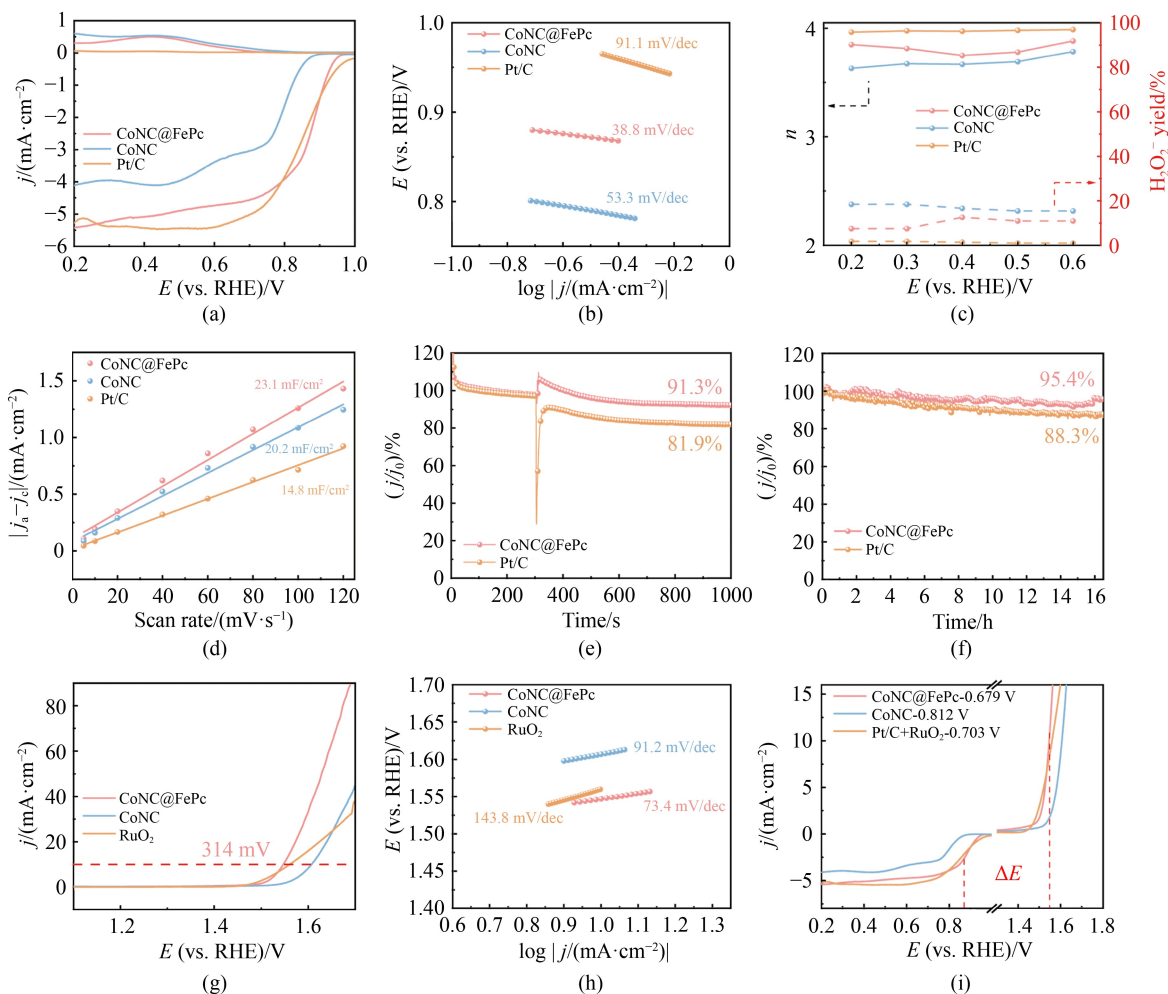 1
0
−1
−2
−3
−4
−5
−6
j/(mA·cm⁻²)
CoNC@FePc
CoNC
Pt/C
0.2 0.4 0.6 0.8 1.0
E (vs. RHE)/V
(a)
1.0
0.9
0.8
0.7
E (vs. RHE)/V
CoNC@FePc
CoNC
Pt/C
91.1 mV/dec
38.8 mV/dec
53.3 mV/dec
−1.0 −0.8 −0.6 −0.4 −0.2 0
log |j/(mA·cm⁻²)|
(b)
4
3
2
n
CoNC@FePc
CoNC
Pt/C
100
80
60
40
20
0
H₂O₂⁻ yield/%
0.2 0.3 0.4 0.5 0.6
E (vs. RHE)/V
(c)
1.5
1.0
0.5
0
|jₐ−j꜀|/(mA·cm⁻²)
CoNC@FePc
CoNC
Pt/C
23.1 mF/cm²
20.2 mF/cm²
14.8 mF/cm²
0 20 40 60 80 100 120
Scan rate/(mV·s⁻¹)
(d)
120
100
80
60
40
20
0
(j/j₀)/%
91.3%
81.9%
CoNC@FePc
Pt/C
0 200 400 600 800 1000
Time/s
(e)
120
100
80
60
40
20
0
(j/j₀)/%
95.4%
88.3%
CoNC@FePc
Pt/C
0 2 4 6 8 10 12 14 16
Time/h
(f)
80
60
40
20
0
j/(mA·cm⁻²)
CoNC@FePc
CoNC
RuO₂
314 mV
1.2 1.4 1.6
E (vs. RHE)/V
(g)
1.70
1.65
1.60
1.55
1.50
1.45
1.40
E (vs. RHE)/V
CoNC@FePc
CoNC
RuO₂
91.2 mV/dec
143.8 mV/dec
73.4 mV/dec
0.6 0.7 0.8 0.9 1.0 1.1 1.2 1.3
log |j/(mA·cm⁻²)|
(h)
15
10
5
0
−5
j/(mA·cm⁻²)
CoNC@FePc-0.679 V
CoNC-0.812 V
Pt/C+RuO₂-0.703 V
ΔE
0.2 0.4 0.6 0.8 1.4 1.6 1.8
E (vs. RHE)/V
(i)